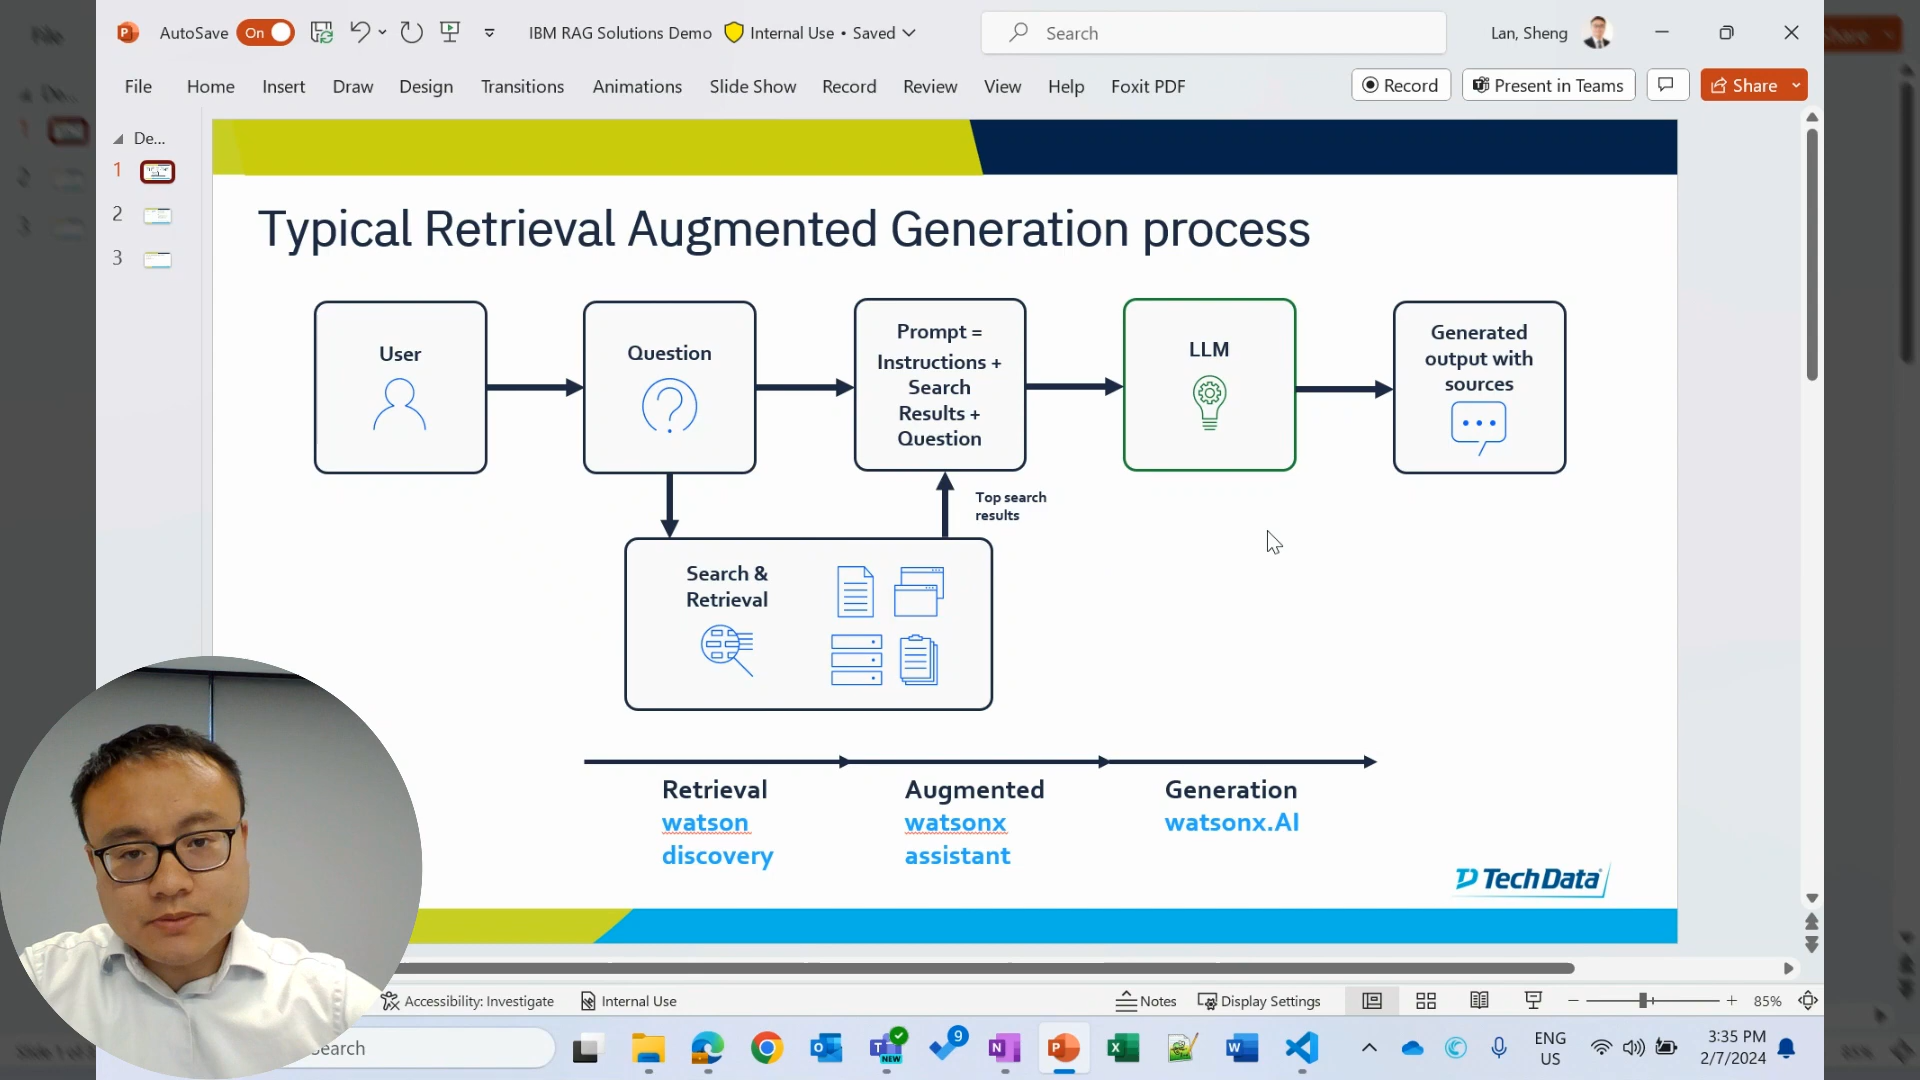 AutoSave On IBM RAG Solutions Demo Internal Use • Saved Search Lan, Sheng
File Home Insert Draw Design Transitions Animations Slide Show Record Review View Help Foxit PDF Record Present in Teams Share
De...
1
2
3
Typical Retrieval Augmented Generation process
User
Question
Prompt =
Instructions +
Search
Results +
Question
LLM
Generated
output with
sources
Top search
results
Search &
Retrieval
Retrieval
watson
discovery
Augmented
watsonx
assistant
Generation
watsonx.AI
TechData
Accessibility: Investigate Internal Use Notes Display Settings 85%
Search
NEW
9
ENG
US
3:35 PM
2/7/2024